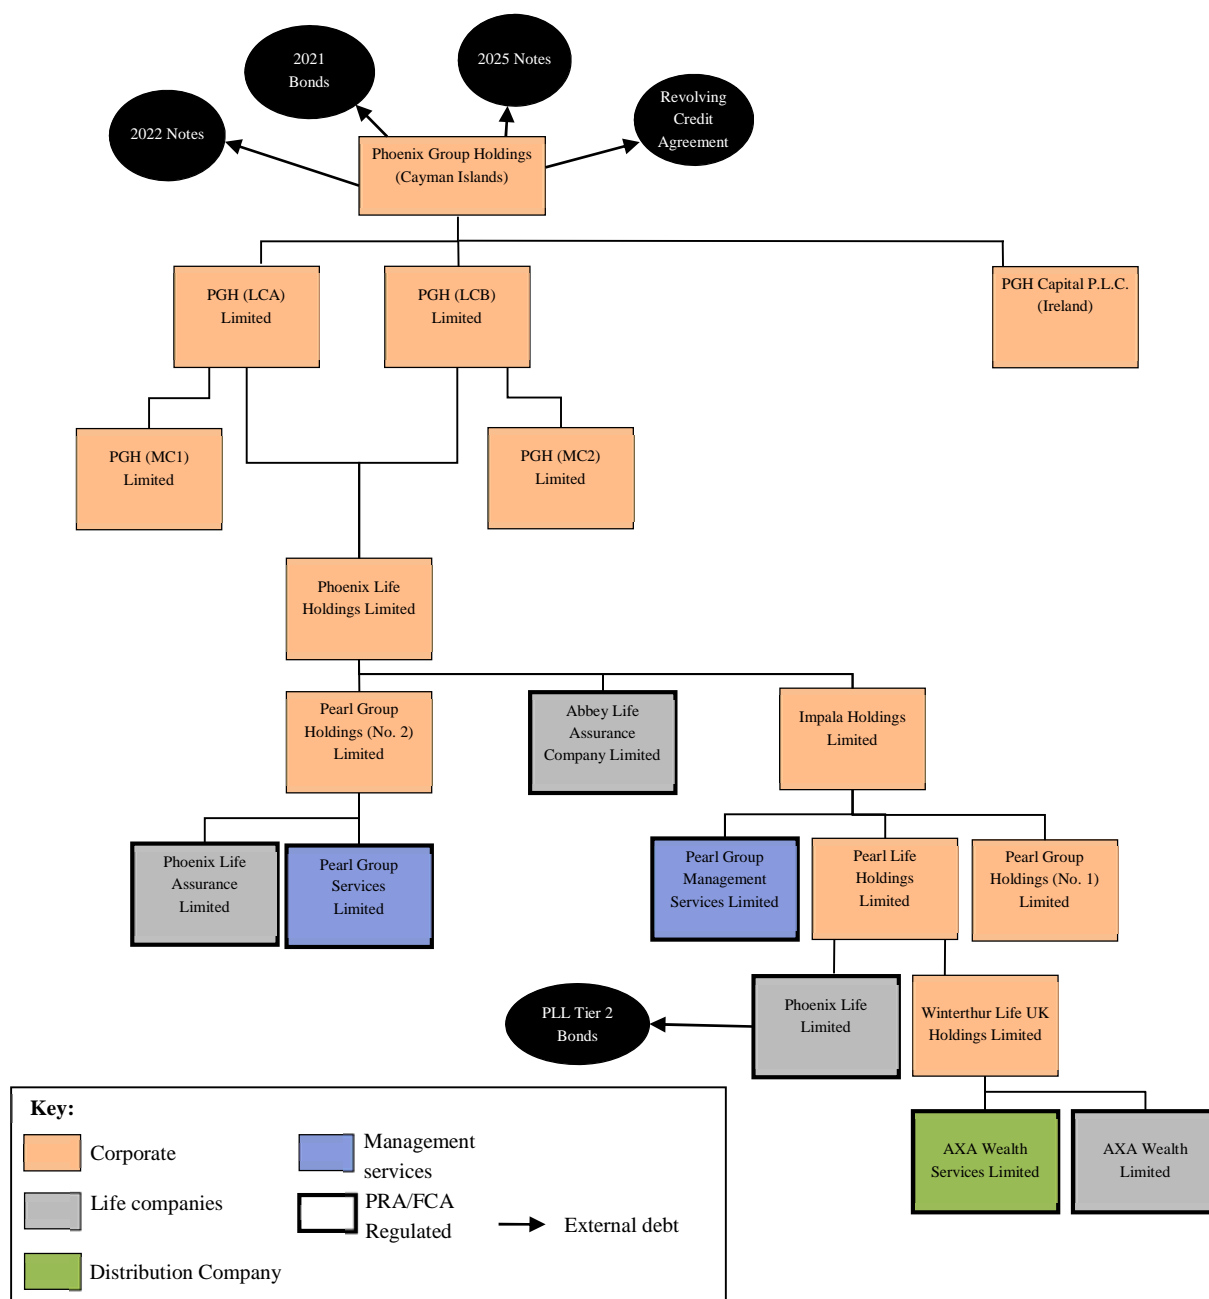 2021
Bonds
2025 Notes
2022 Notes
Revolving
Credit
Agreement
Phoenix Group Holdings
(Cayman Islands)
PGH (LCA)
Limited
PGH (LCB)
Limited
PGH Capital P.L.C.
(Ireland)
PGH (MC1)
Limited
PGH (MC2)
Limited
Phoenix Life
Holdings Limited
Pearl Group
Holdings (No. 2)
Limited
Abbey Life
Assurance
Company Limited
Impala Holdings
Limited
Phoenix Life
Assurance
Limited
Pearl Group
Services
Limited
Pearl Group
Management
Services Limited
Pearl Life
Holdings
Limited
Pearl Group
Holdings (No. 1)
Limited
PLL Tier 2
Bonds
Phoenix Life
Limited
Winterthur Life UK
Holdings Limited
AXA Wealth
Services Limited
AXA Wealth
Limited
Key:
Corporate
Management
services
Life companies
PRA/FCA
Regulated
External debt
Distribution Company